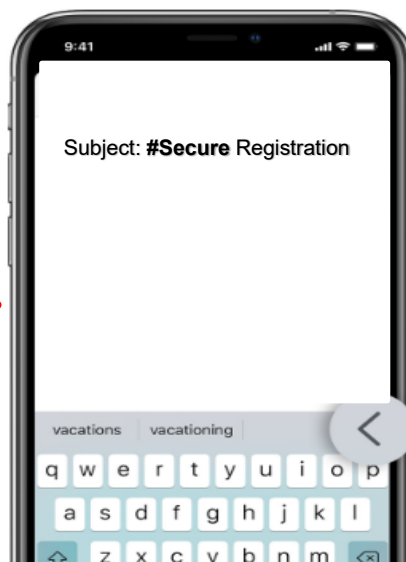 9:41
Subject: #Secure Registration
vacations vacationing
q w e r t y u i o p
a s d f g h j k l
z x c v b n m